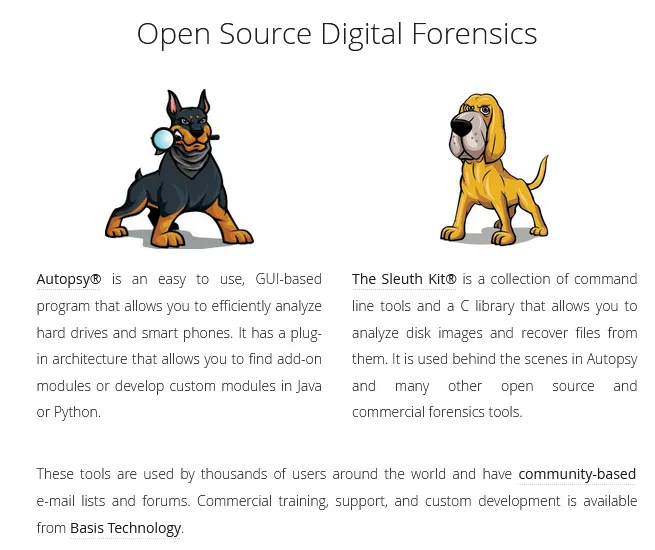 Open Source Digital Forensics
Autopsy® is an easy to use, GUI-based
program that allows you to efficiently analyze
hard drives and smart phones. It has a plug-
in architecture that allows you to find add-on
modules or develop custom modules in Java
or Python.
The Sleuth Kit® is a collection of command
line tools and a C library that allows you to
analyze disk images and recover files from
them. It is used behind the scenes in Autopsy
and many other open source and
commercial forensics tools.
These tools are used by thousands of users around the world and have community-based
e-mail lists and forums. Commercial training, support, and custom development is available
from Basis Technology.